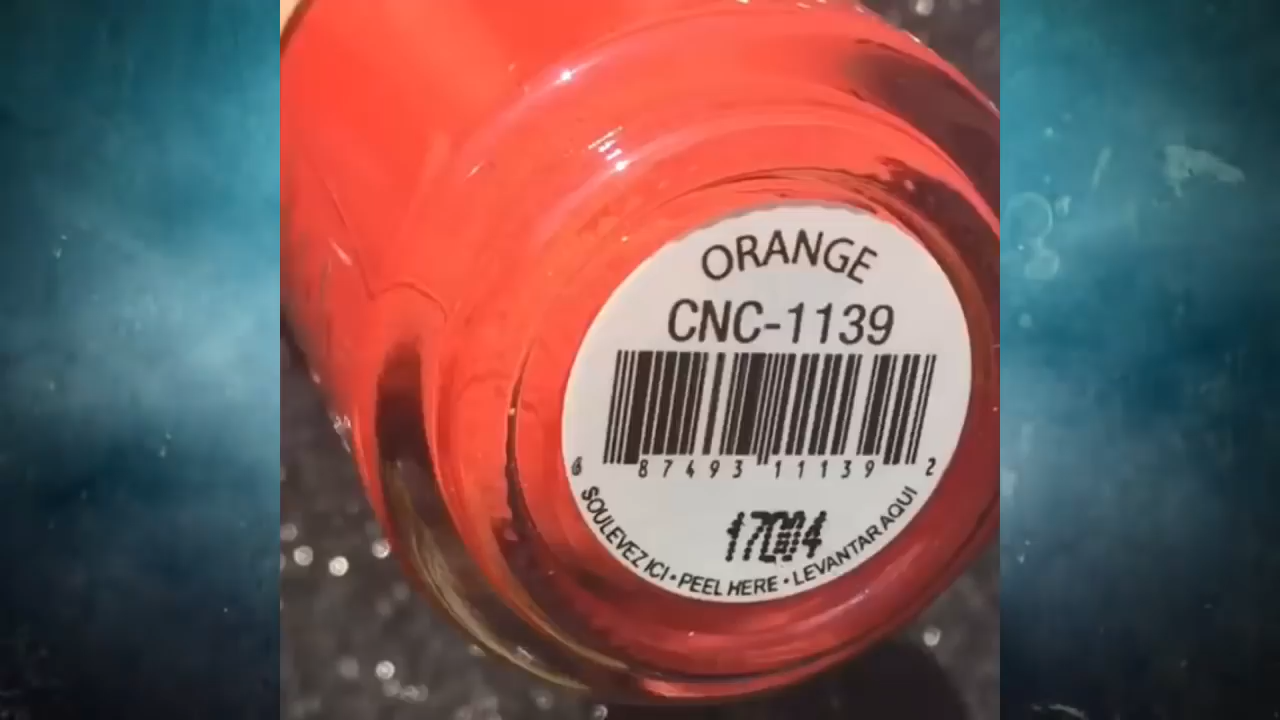 ORANGE
CNC-1139
6 87493 11139 2
SOULEVEZ ICI • PEEL HERE • LEVANTAR AQUI